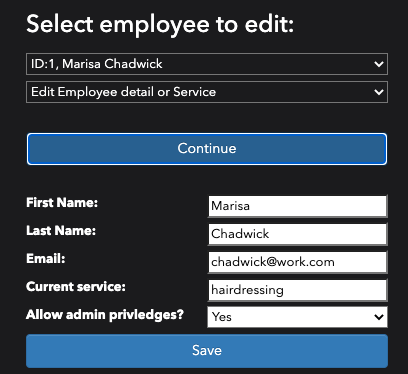 Select employee to edit:
ID:1, Marisa Chadwick
Edit Employee detail or Service
Continue
First Name: Marisa
Last Name: Chadwick
Email: chadwick@work.com
Current service: hairdressing
Allow admin privledges? Yes
Save